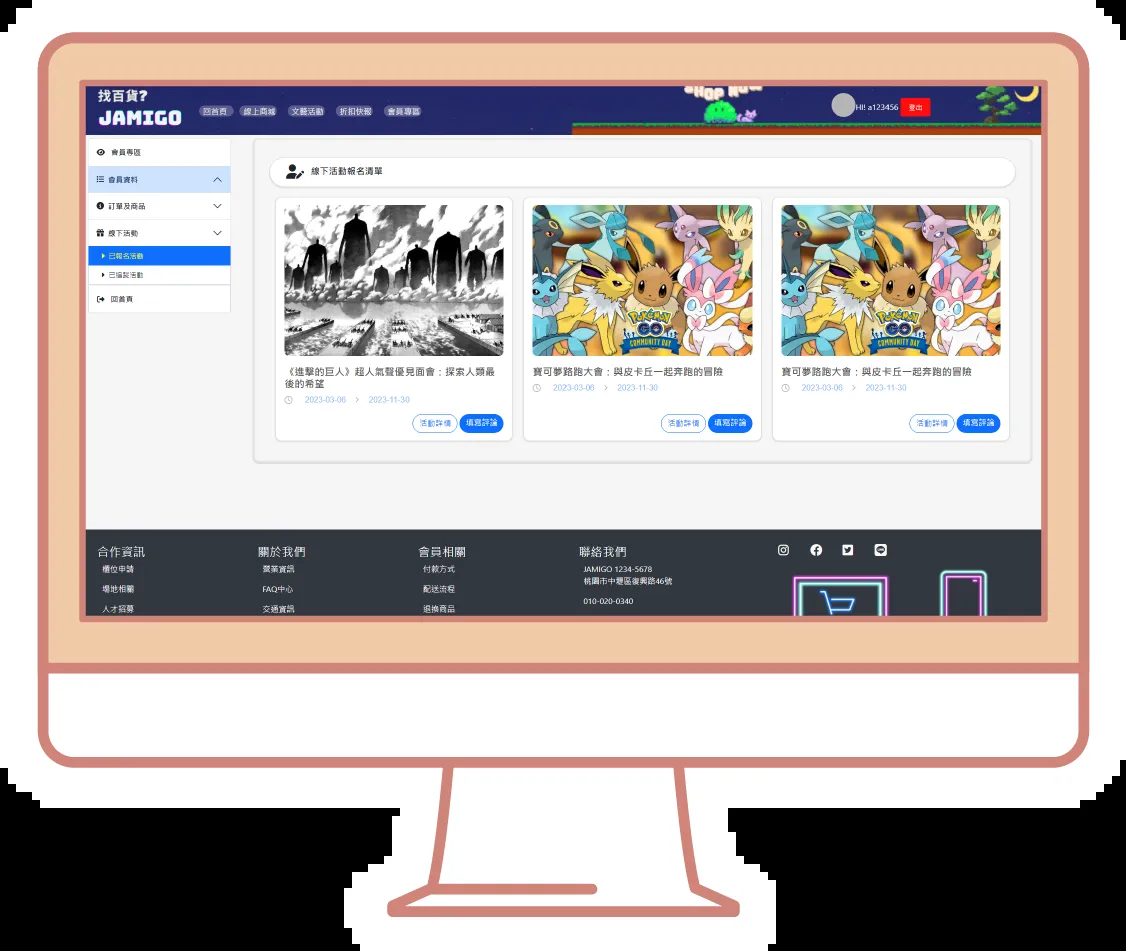 找百貨?
JAMIGO
回首頁 線上商城 文藝活動 折扣快報 會員專區
SHOP NOW
HI! a123456 登出
會員專區
會員資料
訂單及商品
線下活動
已報名活動
已追蹤活動
回首頁
線下活動報名清單
《進擊的巨人》超人氣聲優見面會：探索人類最
後的希望
2023-03-06 > 2023-11-30
活動詳情 填寫評論
POKÉMON
GO
COMMUNITY DAY
寶可夢路跑大會：與皮卡丘一起奔跑的冒險
2023-03-06 > 2023-11-30
活動詳情 填寫評論
POKÉMON
GO
COMMUNITY DAY
寶可夢路跑大會：與皮卡丘一起奔跑的冒險
2023-03-06 > 2023-11-30
活動詳情 填寫評論
合作資訊
櫃位申請
場地相關
人才招募
關於我們
營業資訊
FAQ中心
交通資訊
會員相關
付款方式
配送流程
退換商品
聯絡我們
JAMIGO 1234-5678
桃園市中壢區復興路46號
010-020-0340